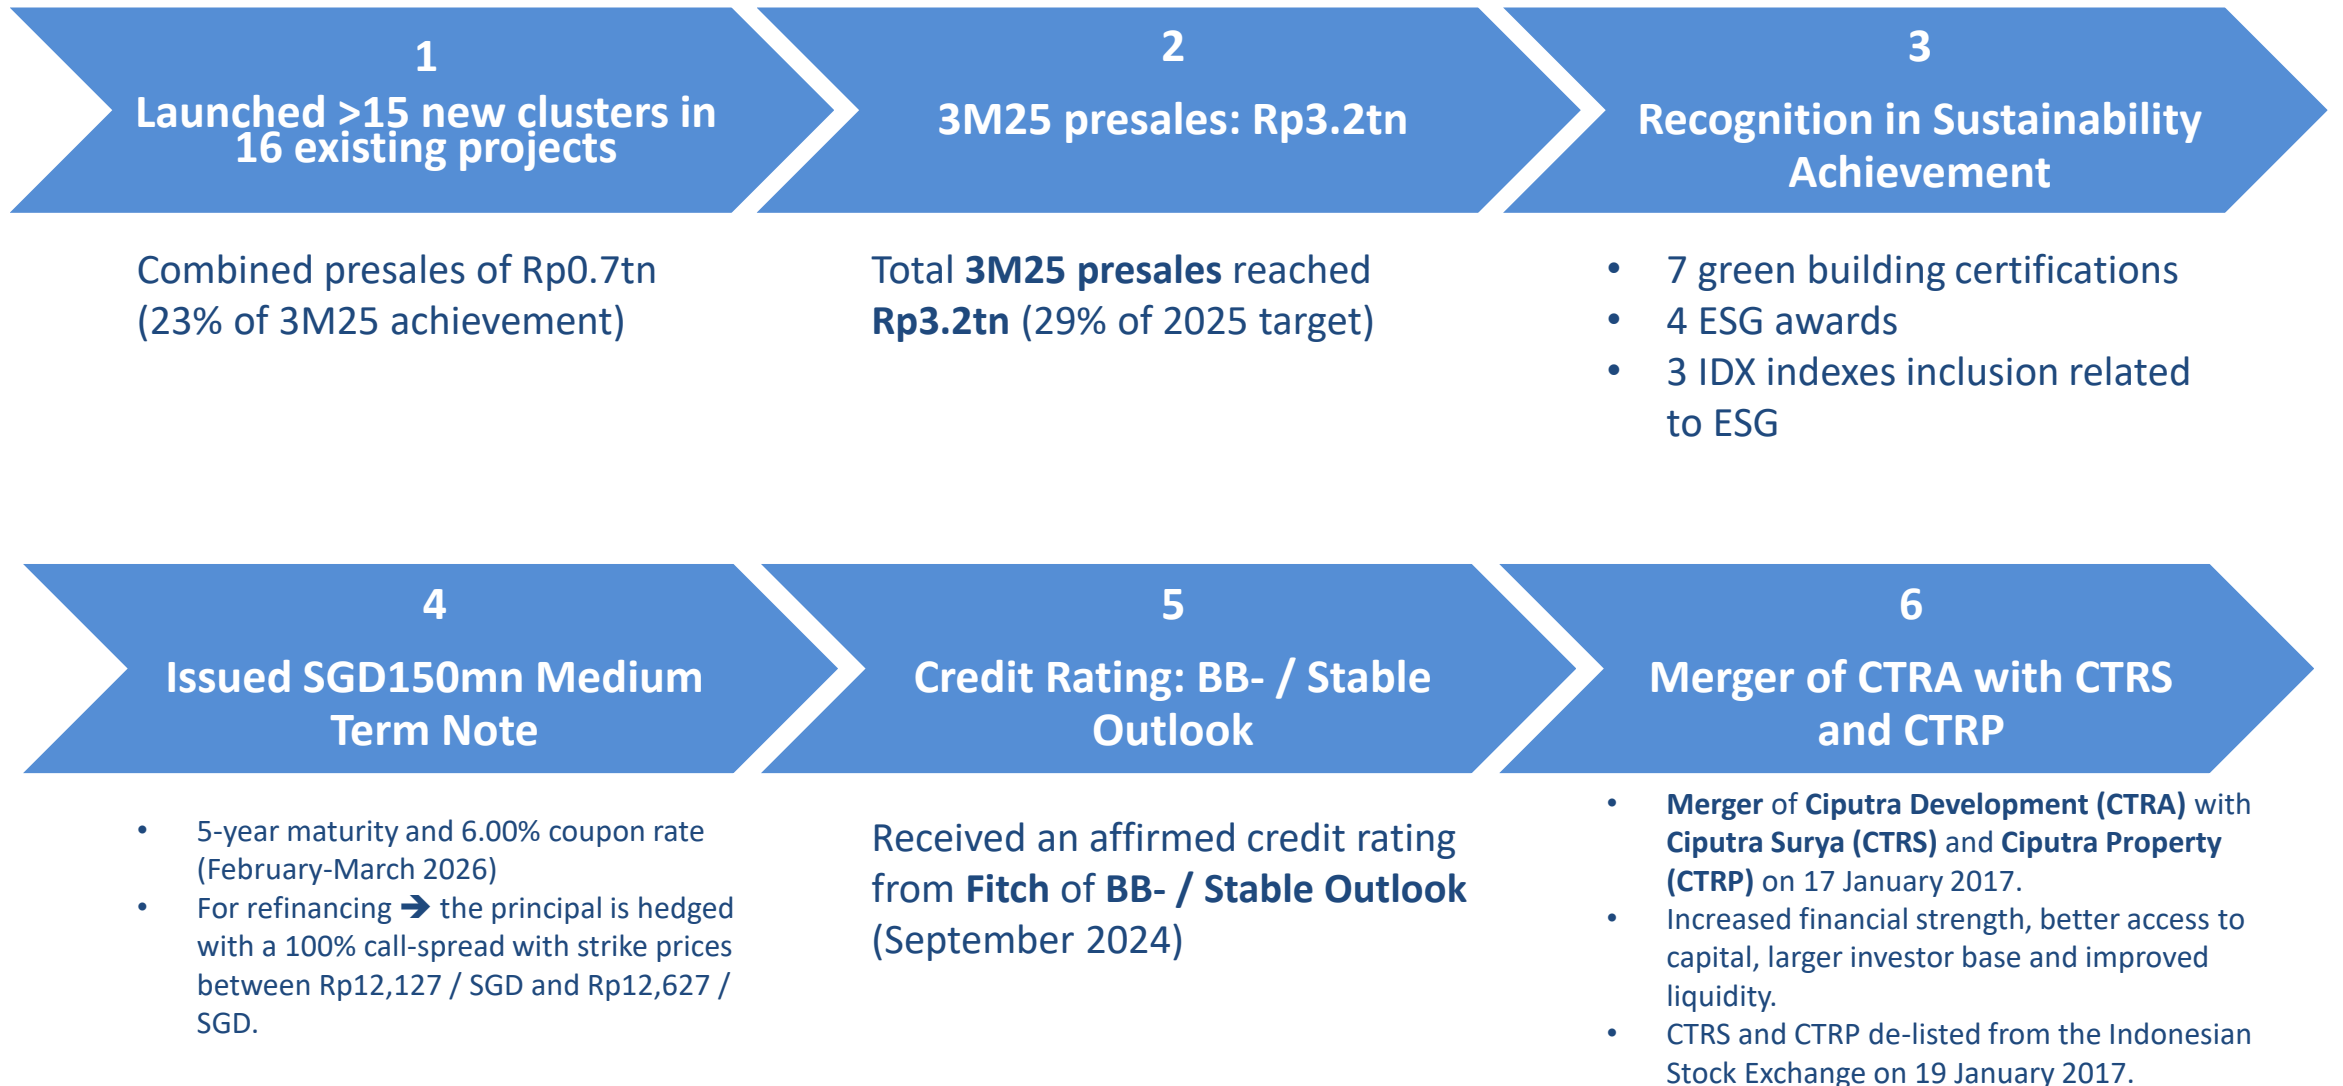 1
Launched >15 new clusters in
16 existing projects
2
3M25 presales: Rp3.2tn
3
Recognition in Sustainability
Achievement
Combined presales of Rp0.7tn
(23% of 3M25 achievement)
Total 3M25 presales reached
Rp3.2tn (29% of 2025 target)
• 7 green building certifications
• 4 ESG awards
• 3 IDX indexes inclusion related
to ESG
4
Issued SGD150mn Medium
Term Note
5
Credit Rating: BB- / Stable
Outlook
6
Merger of CTRA with CTRS
and CTRP
• 5-year maturity and 6.00% coupon rate
(February-March 2026)
• For refinancing ➔ the principal is hedged
with a 100% call-spread with strike prices
between Rp12,127 / SGD and Rp12,627 /
SGD.
Received an affirmed credit rating
from Fitch of BB- / Stable Outlook
(September 2024)
• Merger of Ciputra Development (CTRA) with
Ciputra Surya (CTRS) and Ciputra Property
(CTRP) on 17 January 2017.
• Increased financial strength, better access to
capital, larger investor base and improved
liquidity.
• CTRS and CTRP de-listed from the Indonesian
Stock Exchange on 19 January 2017.